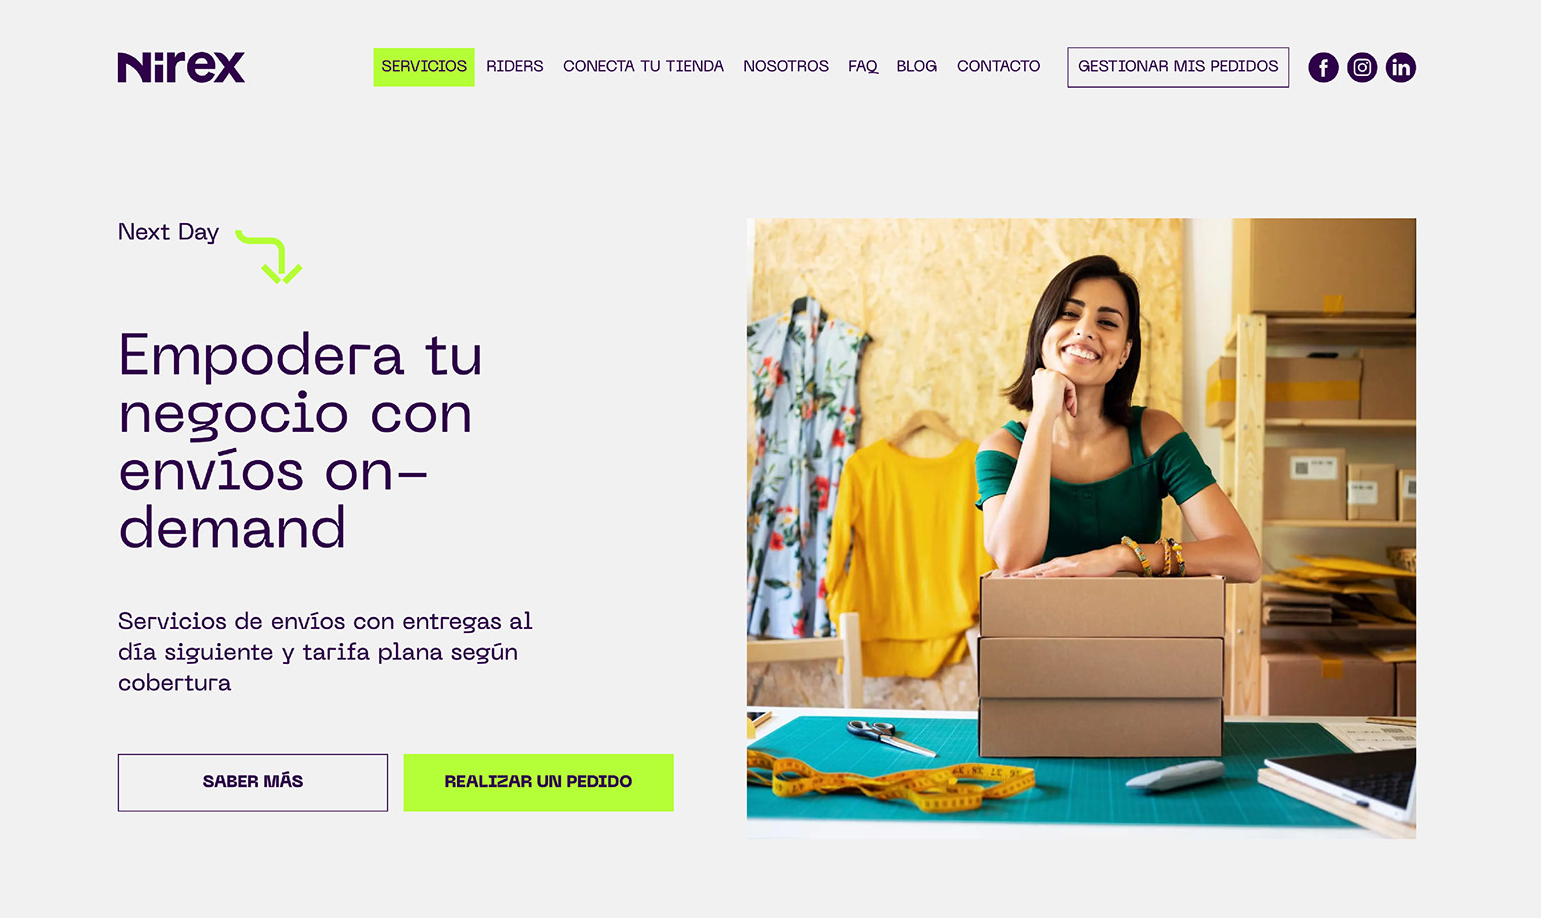 Nirex
SERVICIOS RIDERS CONECTA TU TIENDA NOSOTROS FAQ BLOG CONTACTO GESTIONAR MIS PEDIDOS
Next Day
Empodera tu
negocio con
envíos on-
demand
Servicios de envíos con entregas al
día siguiente y tarifa plana según
cobertura
SABER MÁS REALIZAR UN PEDIDO